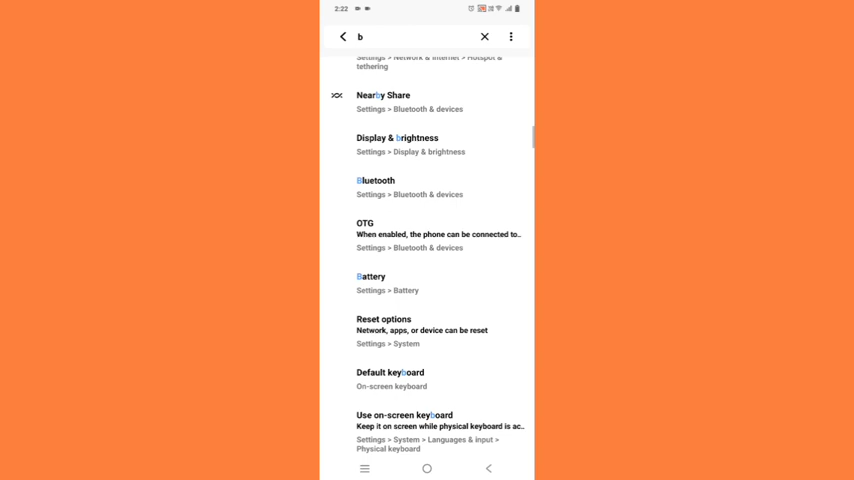 2:22
b
Settings > Network & internet > Hotspot &
tethering
Nearby Share
Settings > Bluetooth & devices
Display & brightness
Settings > Display & brightness
Bluetooth
Settings > Bluetooth & devices
OTG
When enabled, the phone can be connected to..
Settings > Bluetooth & devices
Battery
Settings > Battery
Reset options
Network, apps, or device can be reset
Settings > System
Default keyboard
On-screen keyboard
Use on-screen keyboard
Keep it on screen while physical keyboard is ac..
Settings > System > Languages & input >
Physical keyboard